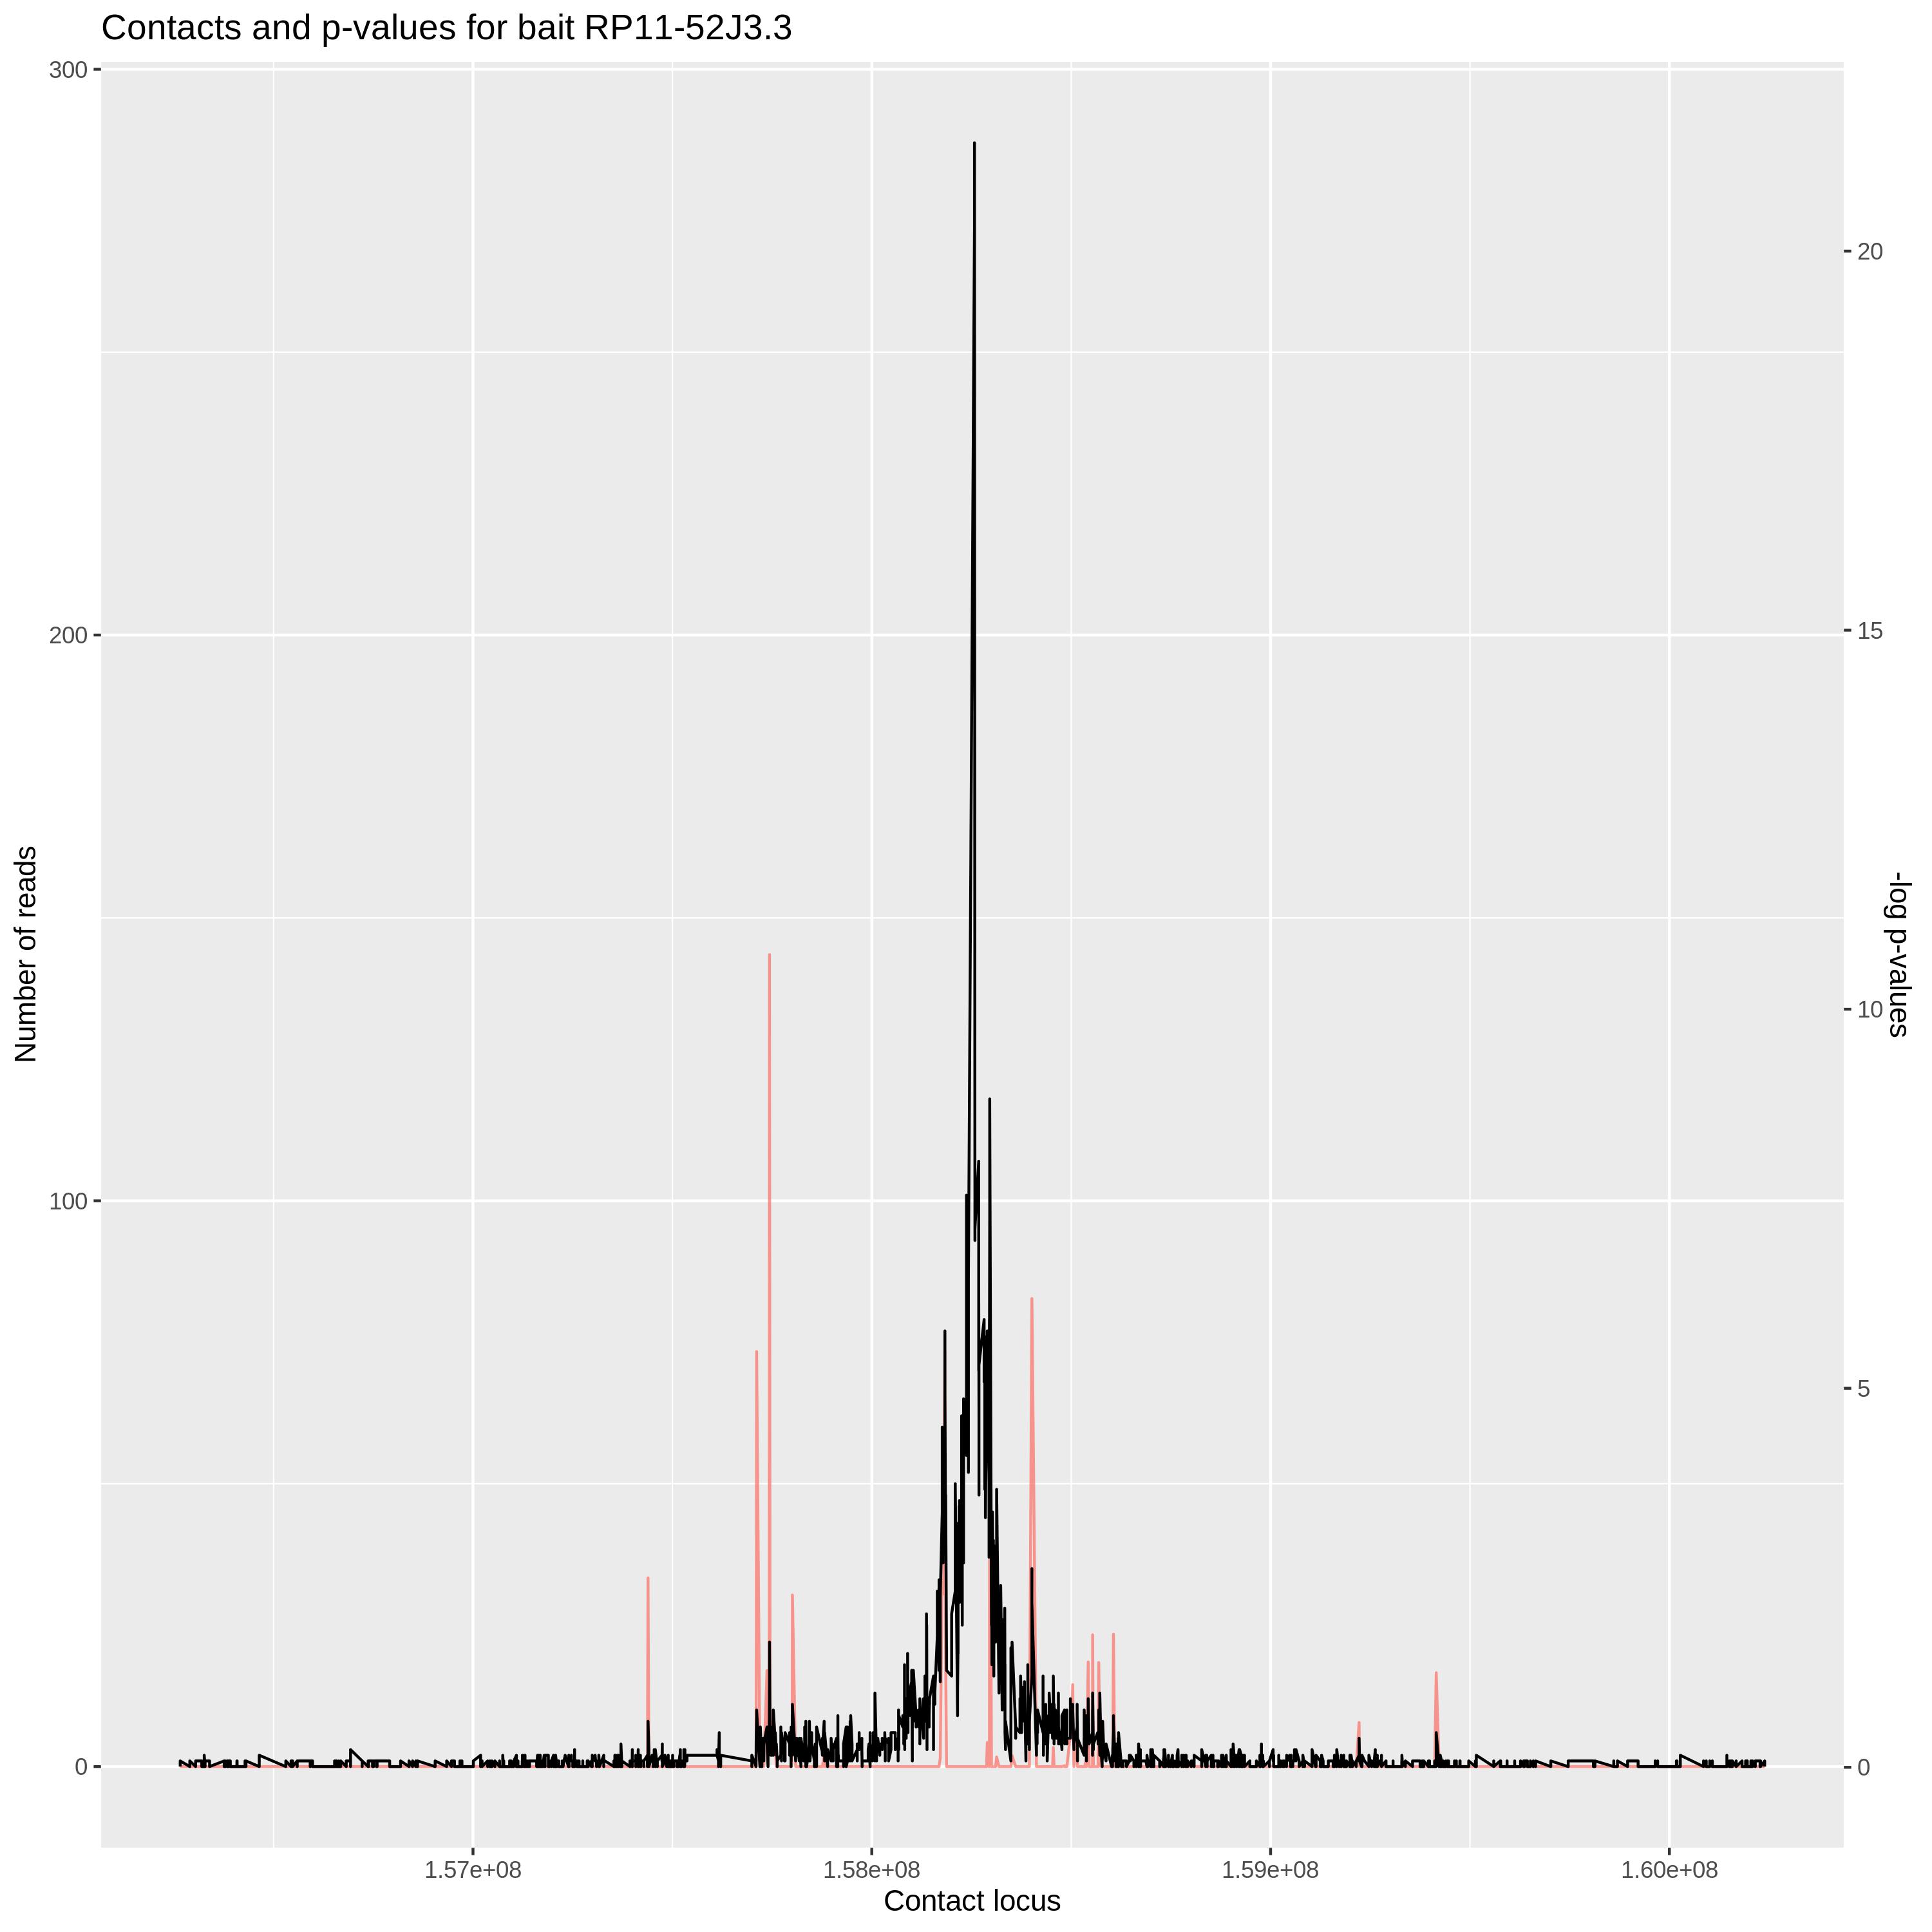 Contacts and p-values for bait RP11-52J3.3
300
200
100
0
Number of reads
20
15
10
5
0
-log p-values
1.57e+08
1.58e+08
1.59e+08
1.60e+08
Contact locus